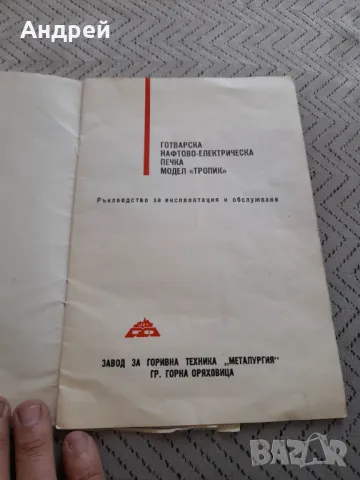 Андрей
ГОТВАРСКА
НАФТОВО-ЕЛЕКТРИЧЕСКА
ПЕЧКА
МОДЕЛ «ТРОПИК»
Ръководство за експлоатация и обслужване
ЗАВОД ЗА ГОРИВНА ТЕХНИКА „МЕТАЛУРГИЯ"
ГР. ГОРНА ОРЯХОВИЦА
BAZAR